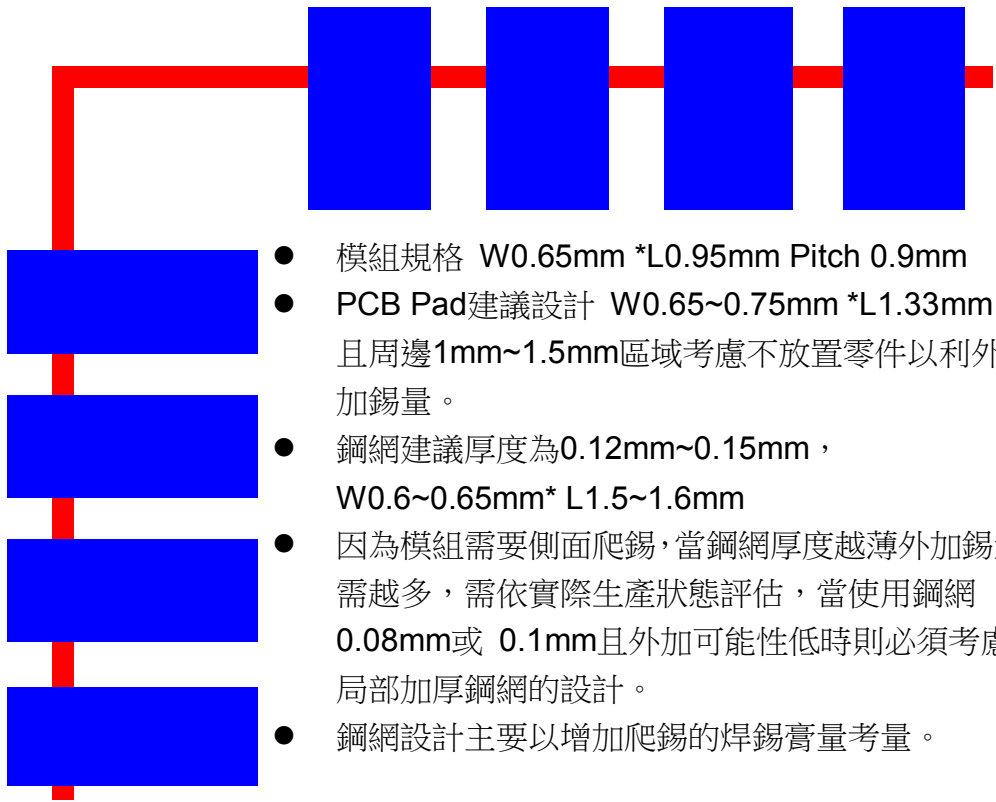 ● 模組規格 W0.65mm *L0.95mm Pitch 0.9mm
● PCB Pad建議設計 W0.65~0.75mm *L1.33mm
且周邊1mm~1.5mm區域考慮不放置零件以利外
加錫量。
● 鋼網建議厚度為0.12mm~0.15mm，
W0.6~0.65mm* L1.5~1.6mm
● 因為模組需要側面爬錫，當鋼網厚度越薄外加錫
需越多，需依實際生產狀態評估，當使用鋼網
0.08mm或 0.1mm且外加可能性低時則必須考慮
局部加厚鋼網的設計。
● 鋼網設計主要以增加爬錫的焊錫膏量考量。